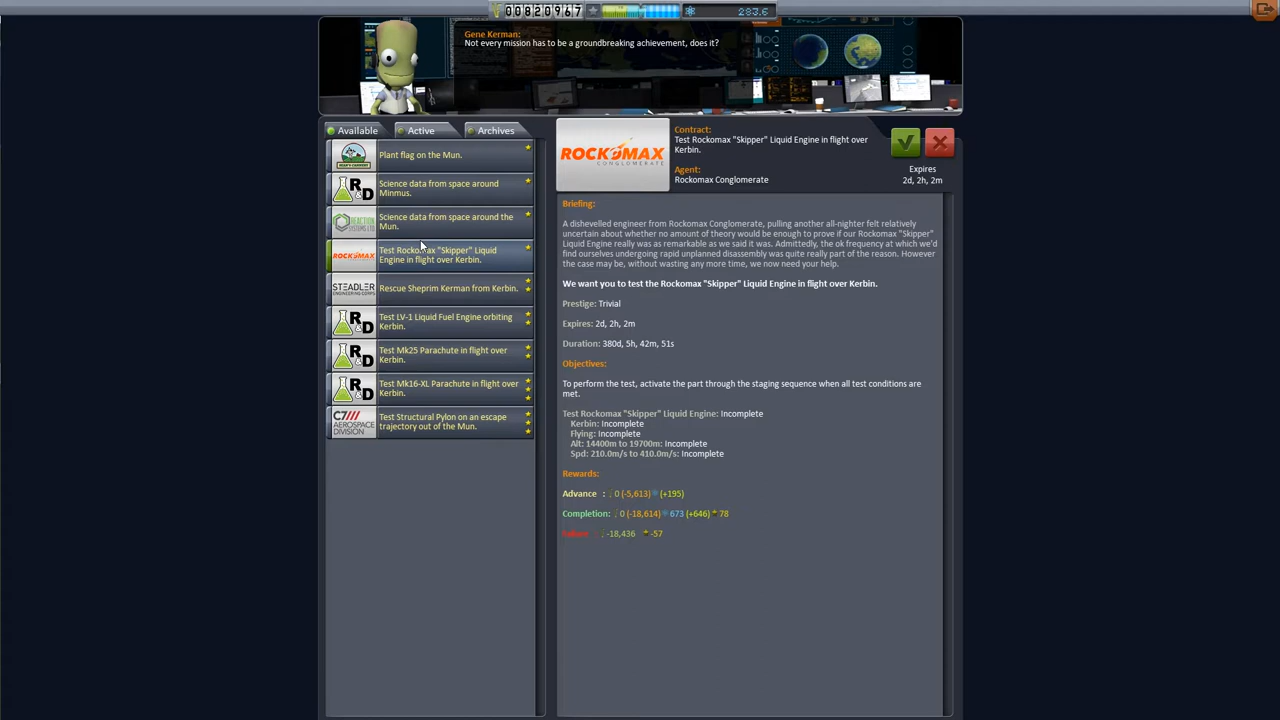 00820967
283.6
Gene Kerman:
Not every mission has to be a groundbreaking achievement, does it?
Available
Active
Archives
Plant flag on the Mun.
R&D
Science data from space around
Minmus.
Science data from space around the
Mun.
ROCKOMAX
Test Rockomax "Skipper" Liquid
Engine in flight over Kerbin.
STEADLER
ENGINEERING CORPS
Rescue Sheprim Kerman from Kerbin.
R&D
Test LV-1 Liquid Fuel Engine orbiting
Kerbin.
R&D
Test Mk25 Parachute in flight over
Kerbin.
R&D
Test Mk16-XL Parachute in flight over
Kerbin.
C7
AEROSPACE
DIVISION
Test Structural Pylon on an escape
trajectory out of the Mun.
ROCKOMAX
CONGLOMERATE
Contract:
Test Rockomax "Skipper" Liquid Engine in flight over
Kerbin.
Agent:
Rockomax Conglomerate
Expires
2d, 2h, 2m
Briefing:
A dishevelled engineer from Rockomax Conglomerate, pulling another all-nighter felt relatively
uncertain about whether no amount of theory would be enough to prove if our Rockomax "Skipper"
Liquid Engine really was as remarkable as we said it was. Admittedly, the ok frequency at which we'd
find ourselves undergoing rapid unplanned disassembly was quite really part of the reason. However
the case may be, without wasting any more time, we now need your help.
We want you to test the Rockomax "Skipper" Liquid Engine in flight over Kerbin.
Prestige: Trivial
Expires: 2d, 2h, 2m
Duration: 380d, 5h, 42m, 51s
Objectives:
To perform the test, activate the part through the staging sequence when all test conditions are
met.
Test Rockomax "Skipper" Liquid Engine: Incomplete
Kerbin: Incomplete
Flying: Incomplete
Alt: 14400m to 19700m: Incomplete
Spd: 210.0m/s to 410.0m/s: Incomplete
Rewards:
Advance : 0 (-5,613) (+195)
Completion: 0 (-18,614) 673 (+646) 78
-18,436 -57